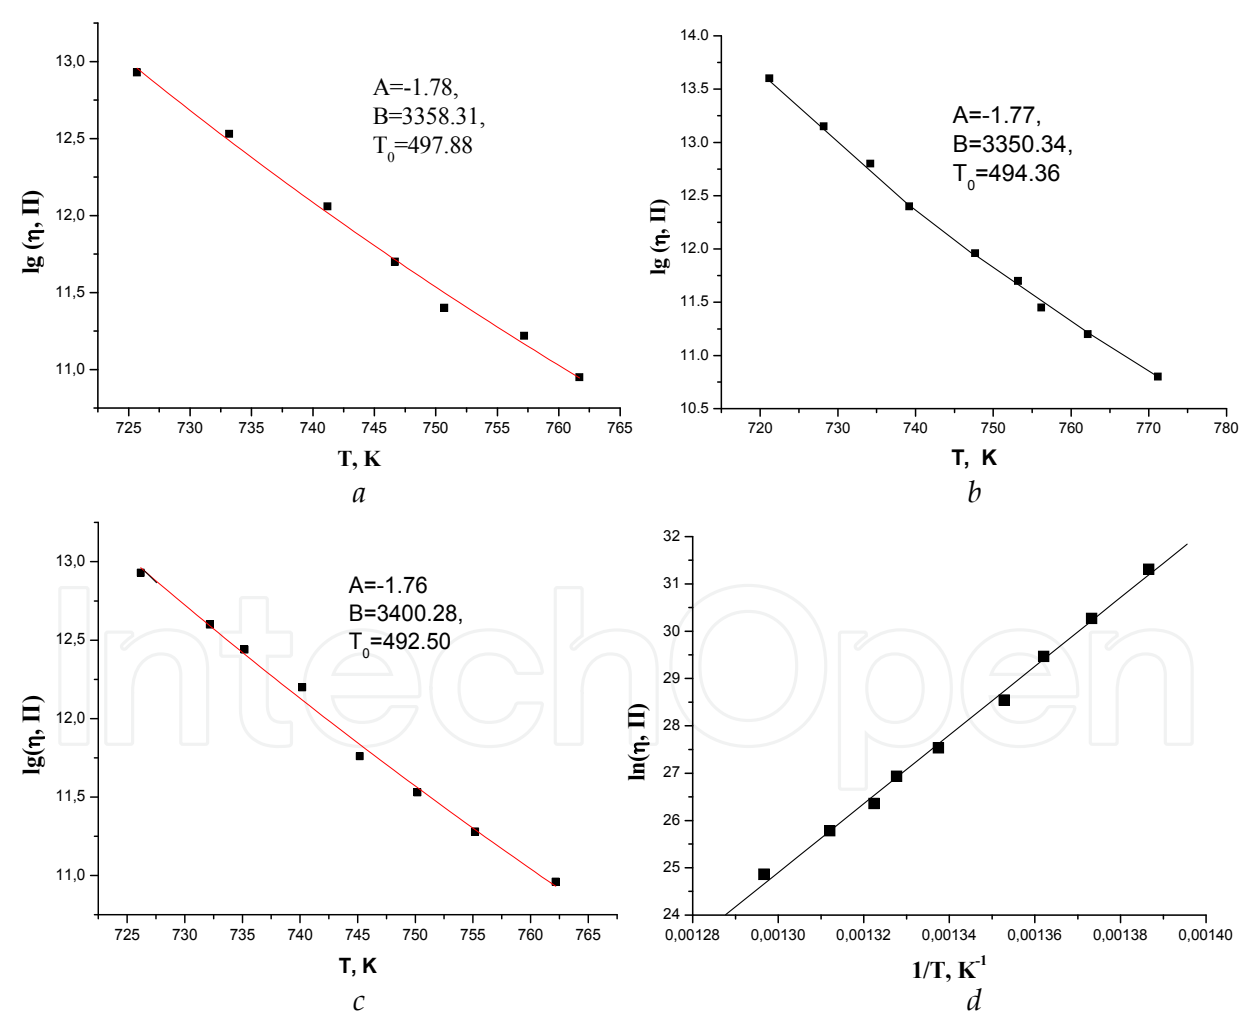 13,0
12,5
12,0
11,5
11,0
lg (η, П)
A=-1.78,
B=3358.31,
T0=497.88
725 730 735 740 745 750 755 760 765
T, K
a
14.0
13.5
13.0
12.5
12.0
11.5
11.0
10.5
lg (η, П)
A=-1.77,
B=3350.34,
T0=494.36
720 730 740 750 760 770 780
T, K
b
13,0
12,5
12,0
11,5
11,0
lg(η, П)
A=-1.76
B=3400.28,
T0=492.50
725 730 735 740 745 750 755 760 765
T, K
c
32
31
30
29
28
27
26
25
24
ln(η, П)
0,00128 0,00130 0,00132 0,00134 0,00136 0,00138 0,00140
1/T, K-1
d
IntechOpen